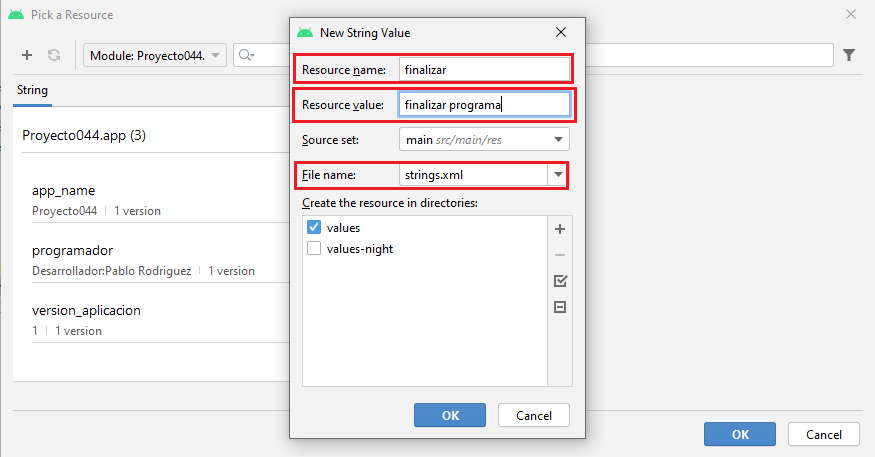 Pick a Resource
Module: Proyecto044.
String
Proyecto044.app (3)
app_name
Proyecto044 | 1 version
programador
Desarrollador:Pablo Rodriguez | 1 version
version_aplicacion
1 | 1 version
New String Value
Resource name: finalizar
Resource value: finalizar programa
Source set: main src/main/res
File name: strings.xml
Create the resource in directories:
values
values-night
OK Cancel
OK Cancel